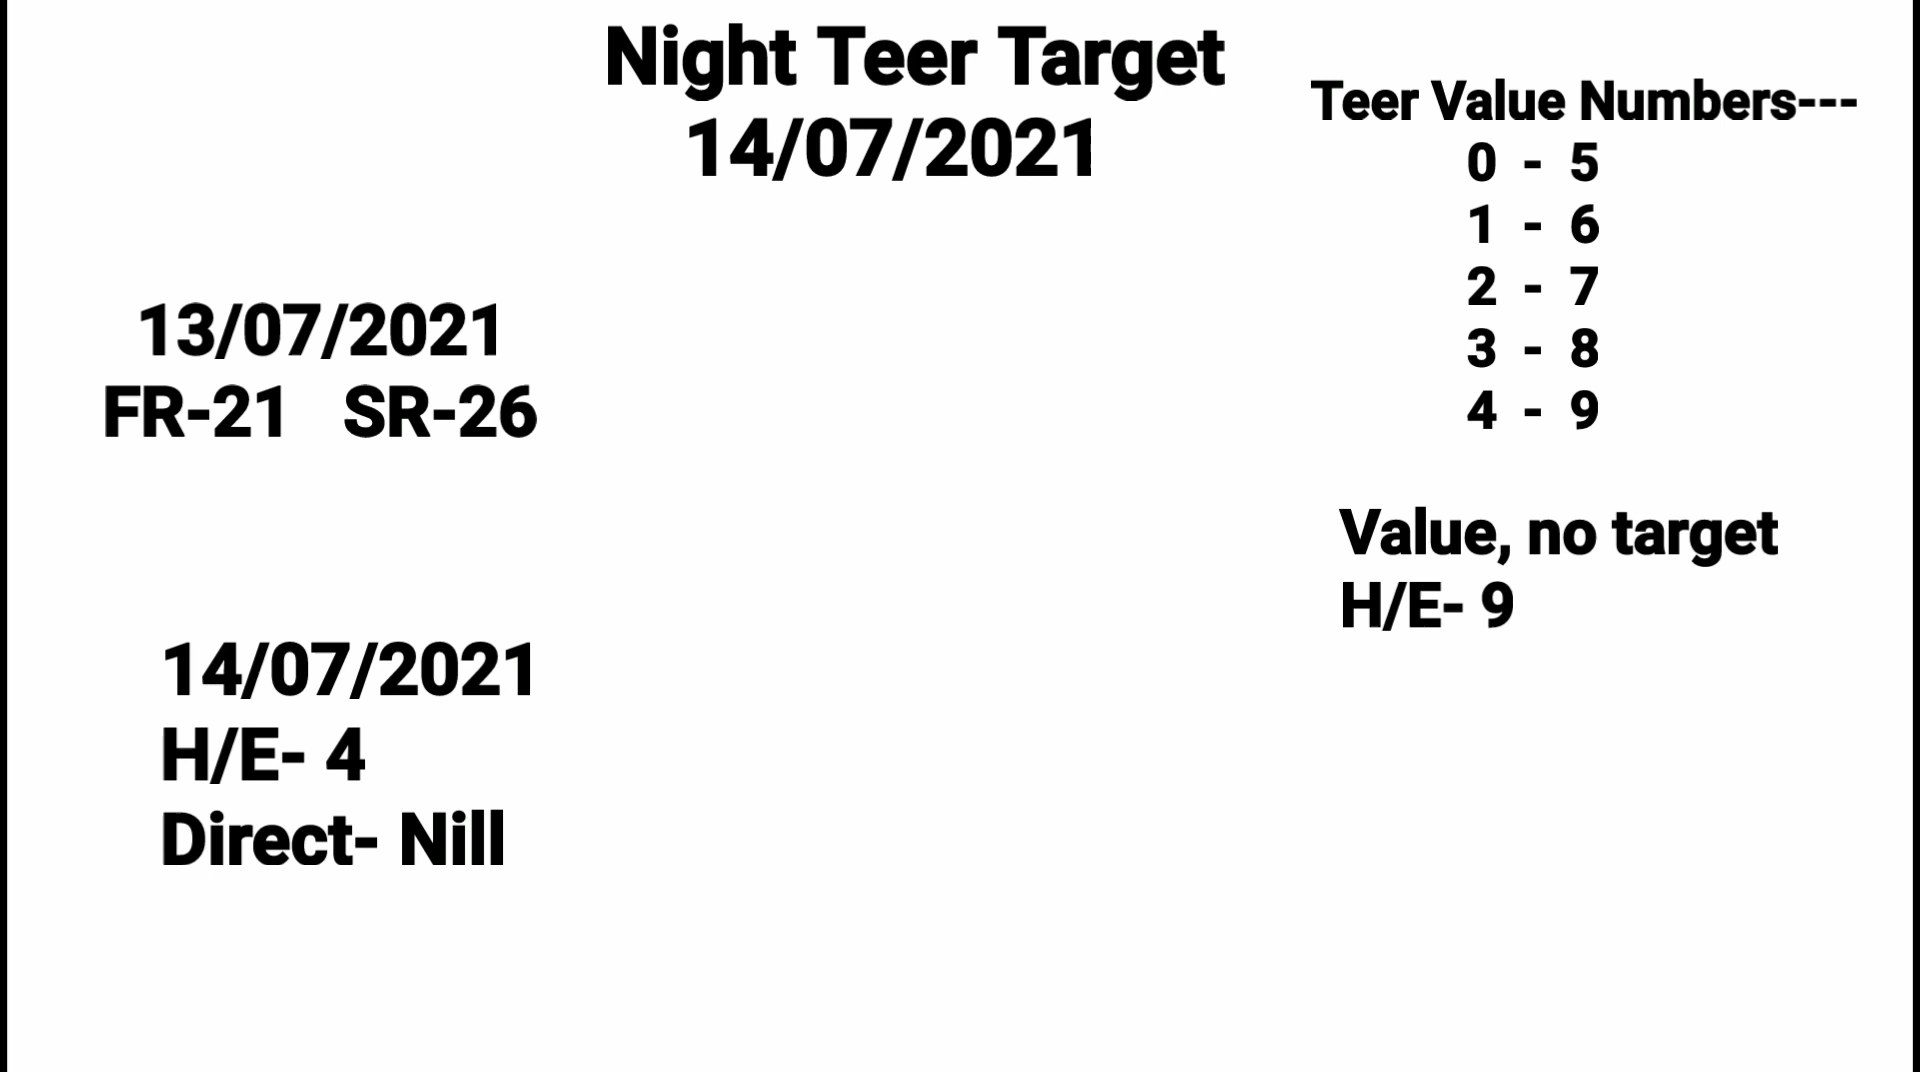 Night Teer Target
14/07/2021
Teer Value Numbers---
0 - 5
1 - 6
2 - 7
3 - 8
4 - 9
13/07/2021
FR-21 SR-26
Value, no target
H/E- 9
14/07/2021
H/E- 4
Direct- Nill